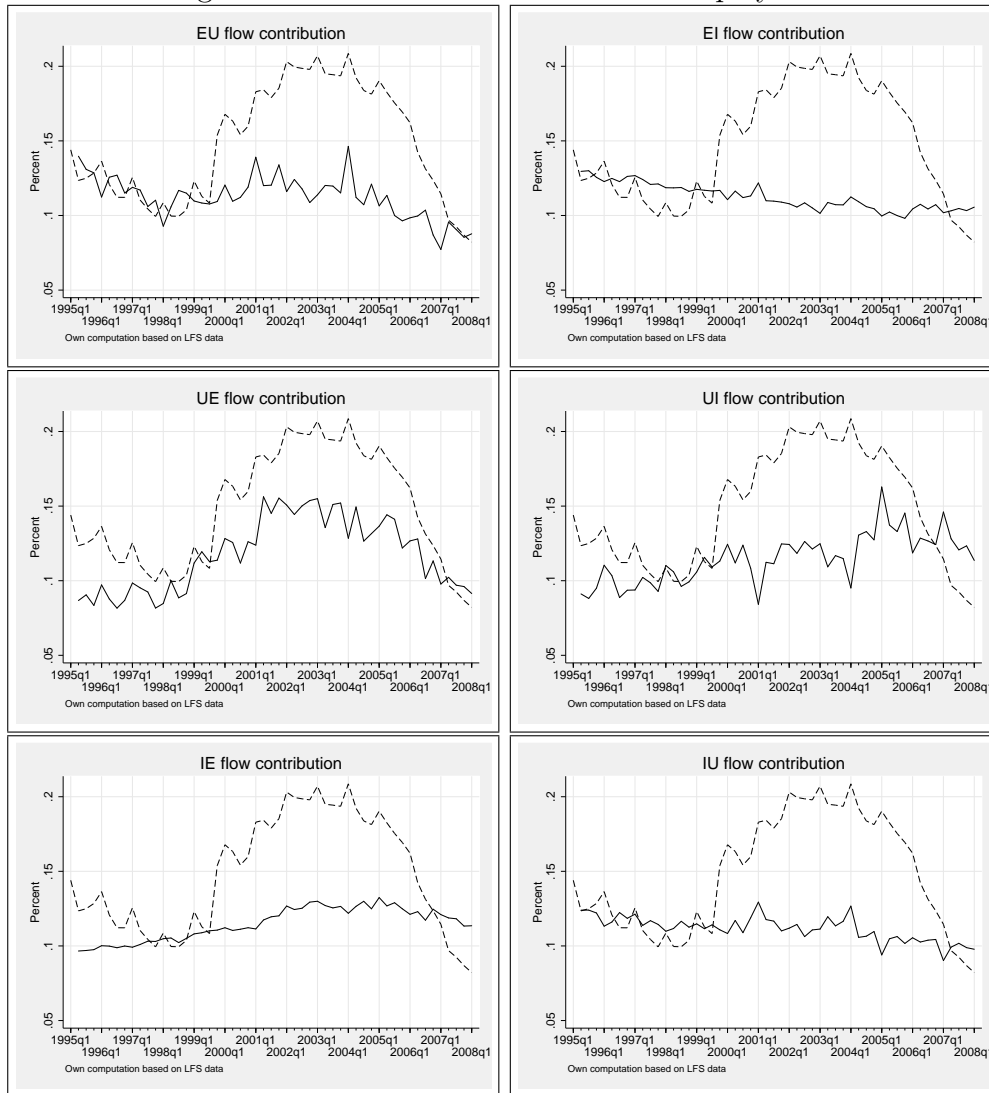 EU flow contribution
.2
.15
.1
.05
Percent
1995q1 1997q1 1999q1 2001q1 2003q1 2005q1 2007q1
1996q1 1998q1 2000q1 2002q1 2004q1 2006q1 2008q1
Own computation based on LFS data
EI flow contribution
.2
.15
.1
.05
Percent
1995q1 1997q1 1999q1 2001q1 2003q1 2005q1 2007q1
1996q1 1998q1 2000q1 2002q1 2004q1 2006q1 2008q1
Own computation based on LFS data
UE flow contribution
.2
.15
.1
.05
Percent
1995q1 1997q1 1999q1 2001q1 2003q1 2005q1 2007q1
1996q1 1998q1 2000q1 2002q1 2004q1 2006q1 2008q1
Own computation based on LFS data
UI flow contribution
.2
.15
.1
.05
Percent
1995q1 1997q1 1999q1 2001q1 2003q1 2005q1 2007q1
1996q1 1998q1 2000q1 2002q1 2004q1 2006q1 2008q1
Own computation based on LFS data
IE flow contribution
.2
.15
.1
.05
Percent
1995q1 1997q1 1999q1 2001q1 2003q1 2005q1 2007q1
1996q1 1998q1 2000q1 2002q1 2004q1 2006q1 2008q1
Own computation based on LFS data
IU flow contribution
.2
.15
.1
.05
Percent
1995q1 1997q1 1999q1 2001q1 2003q1 2005q1 2007q1
1996q1 1998q1 2000q1 2002q1 2004q1 2006q1 2008q1
Own computation based on LFS data